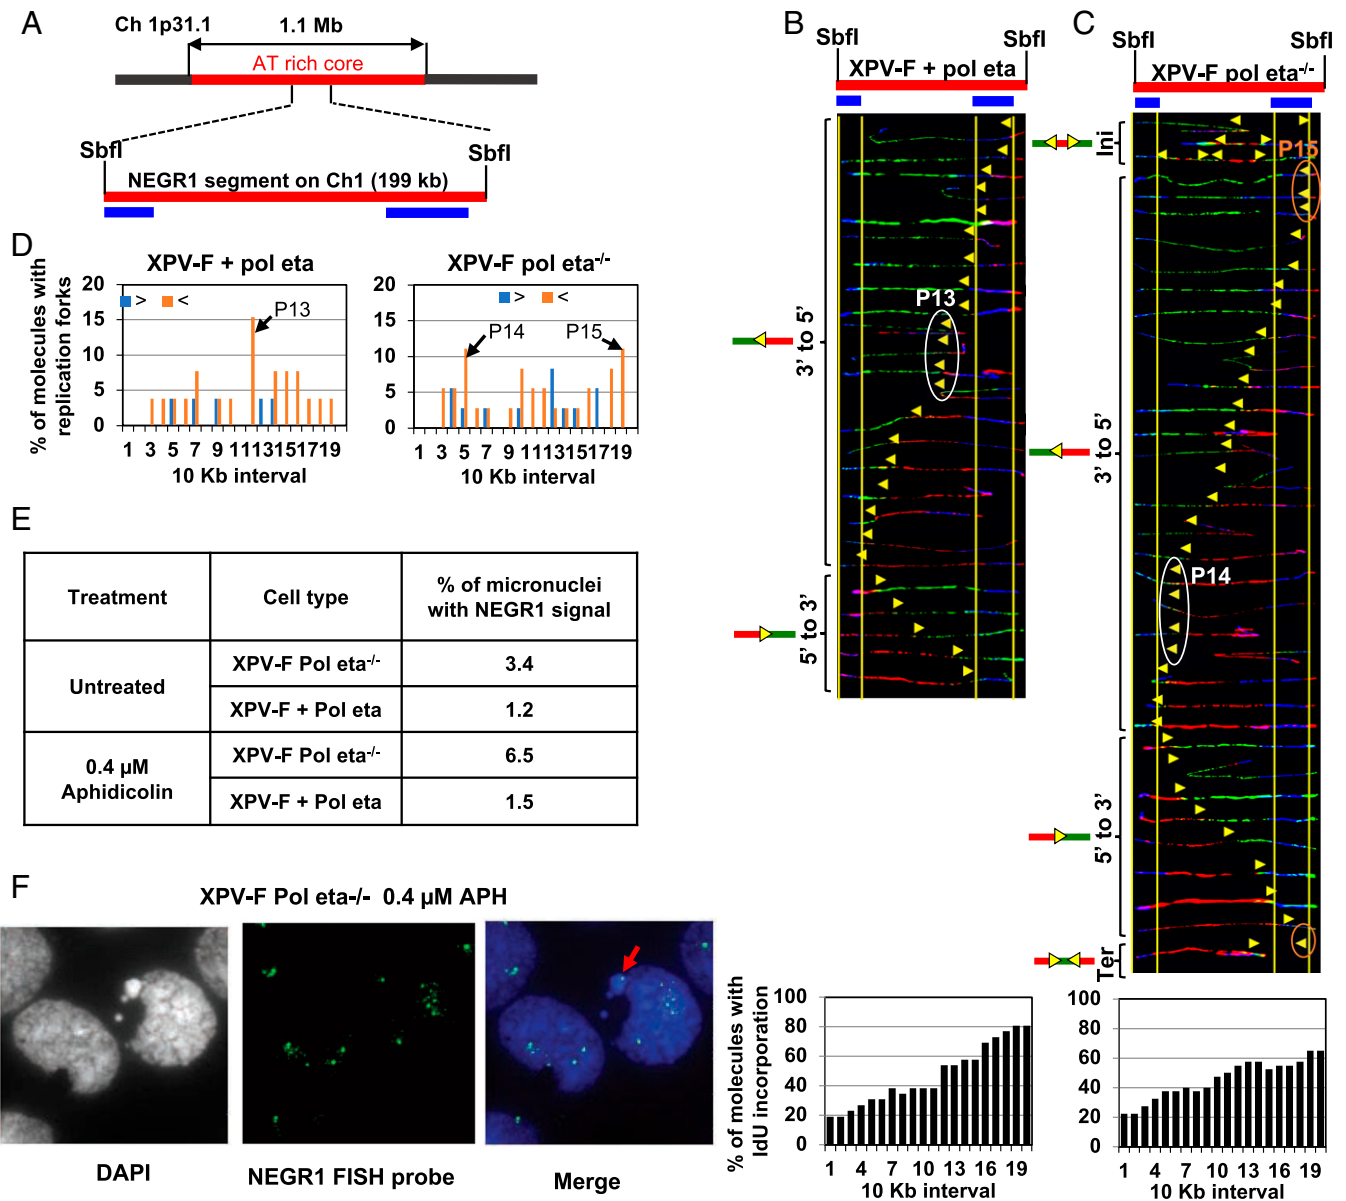 A
Ch 1p31.1
1.1 Mb
AT rich core
SbfI
SbfI
NEGR1 segment on Ch1 (199 kb)
B
SbfI
SbfI
XPV-F + pol eta
3’ to 5’
P13
5’ to 3’
C
SbfI
SbfI
XPV-F pol eta-/-
Ini
P15
3’ to 5’
P14
5’ to 3’
Ter
D
XPV-F + pol eta
% of molecules with
replication forks
20
15
10
5
0
> <
P13
1 3 5 7 9 11 13 15 17 19
10 Kb interval
XPV-F pol eta-/-
20
15
10
5
0
> <
P14
P15
1 3 5 7 9 11 13 15 17 19
10 Kb interval
E
Treatment
Cell type
% of micronuclei
with NEGR1 signal
Untreated
XPV-F Pol eta-/-
3.4
XPV-F + Pol eta
1.2
0.4 µM
Aphidicolin
XPV-F Pol eta-/-
6.5
XPV-F + Pol eta
1.5
F
XPV-F Pol eta-/- 0.4 µM APH
DAPI
NEGR1 FISH probe
Merge
% of molecules with
IdU incorporation
100
80
60
40
20
0
1 4 7 10 13 16 19
10 Kb interval
100
80
60
40
20
0
1 4 7 10 13 16 19
10 Kb interval